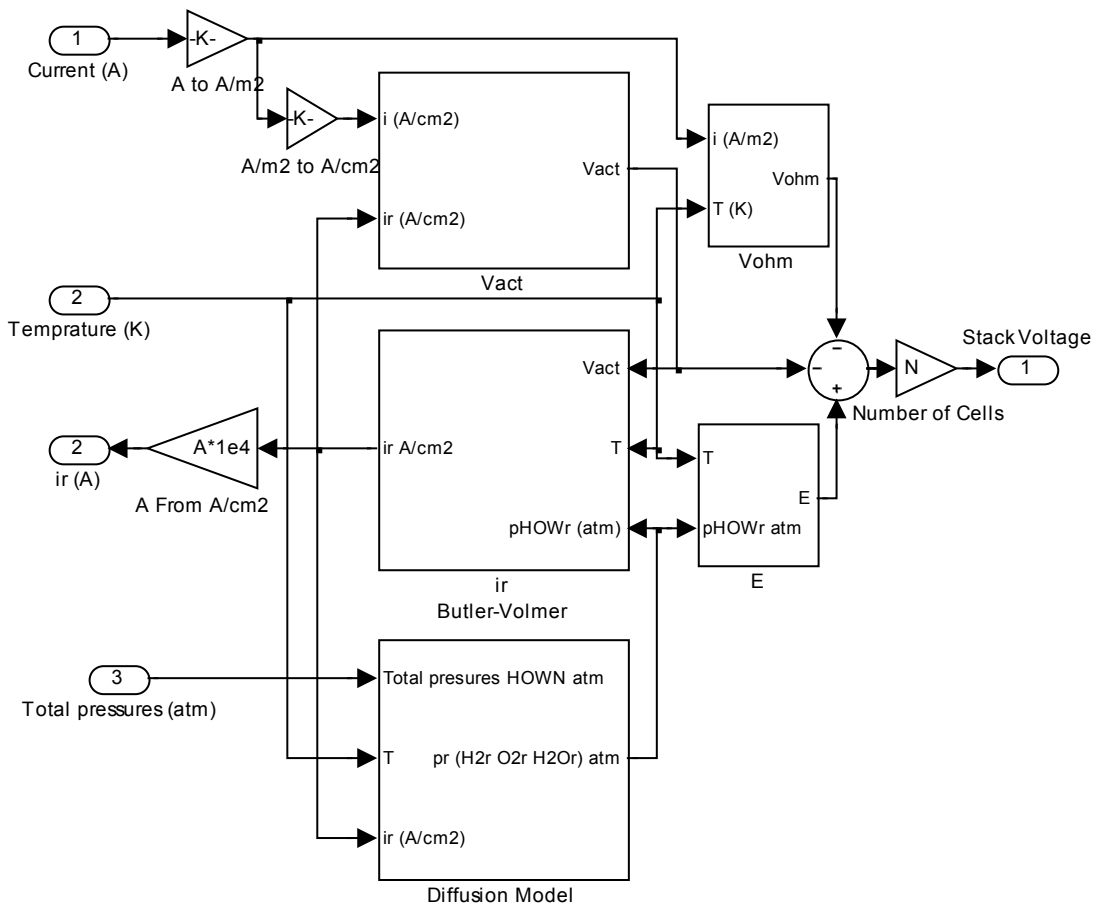 1
Current (A)
-K-
A to A/m2
-K-
A/m2 to A/cm2
i (A/cm2)
Vact
ir (A/cm2)
Vact
i (A/m2)
Vohm
T (K)
Vohm
2
Temprature (K)
Vact
ir A/cm2
T
pHOWr (atm)
ir
Butler-Volmer
−
−
+
N
Number of Cells
Stack Voltage
1
2
ir (A)
A*1e4
A From A/cm2
T
E
pHOWr atm
E
3
Total pressures (atm)
Total presures HOWN atm
T
pr (H2r O2r H2Or) atm
ir (A/cm2)
Diffusion Model